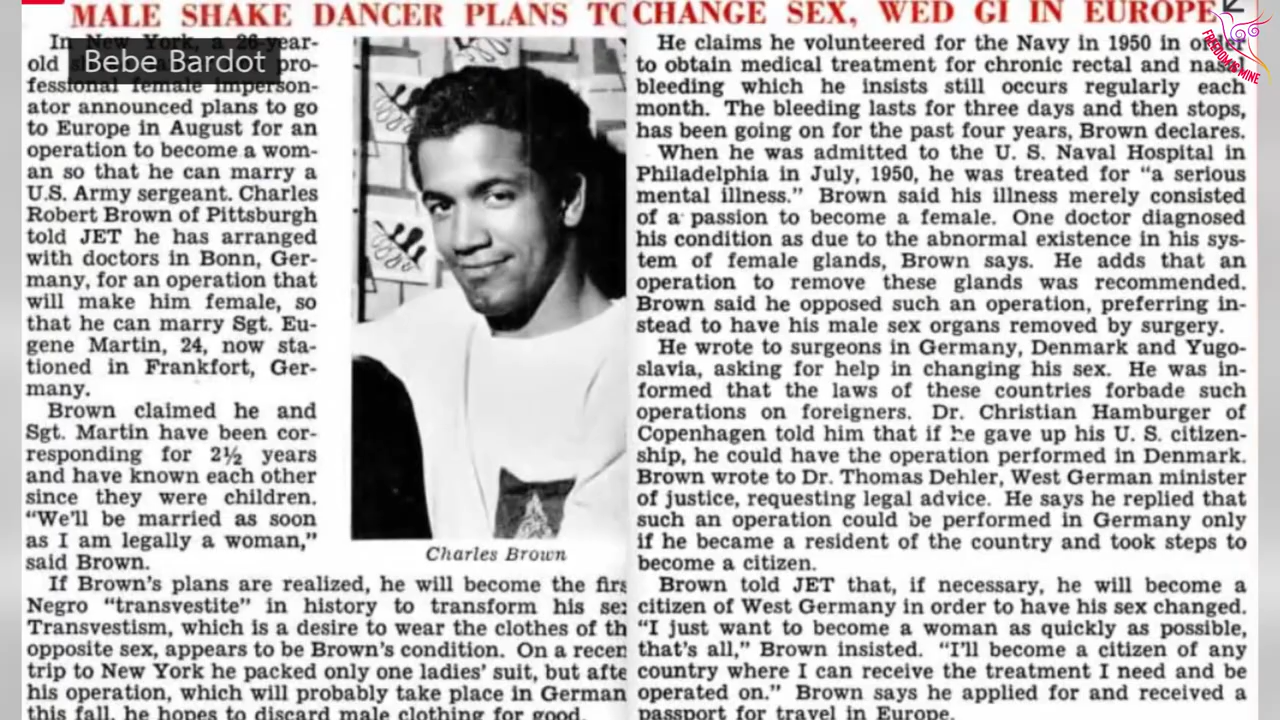 MALE SHAKE DANCER PLANS TO CHANGE SEX, WED GI IN EUROPE
Bebe Bardot
FREEDOM'S MINE
In New York, a 26-year-
old pro-
fessional female imperson-
ator announced plans to go
to Europe in August for an
operation to become a wom-
an so that he can marry a
U.S. Army sergeant. Charles
Robert Brown of Pittsburgh
told JET he has arranged
with doctors in Bonn, Ger-
many, for an operation that
will make him female, so
that he can marry Sgt. Eu-
gene Martin, 24, now sta-
tioned in Frankfort, Ger-
many.
Brown claimed he and
Sgt. Martin have been cor-
responding for 2½ years
and have known each other
since they were children.
“We’ll be married as soon
as I am legally a woman,”
said Brown.
Charles Brown
If Brown’s plans are realized, he will become the firs
Negro “transvestite” in history to transform his se
Transvestism, which is a desire to wear the clothes of th
opposite sex, appears to be Brown’s condition. On a recen
trip to New York he packed only one ladies’ suit, but afte
his operation, which will probably take place in German
this fall, he hopes to discard male clothing for good.
He claims he volunteered for the Navy in 1950 in order
to obtain medical treatment for chronic rectal and nasal
bleeding which he insists still occurs regularly each
month. The bleeding lasts for three days and then stops,
has been going on for the past four years, Brown declares.
When he was admitted to the U. S. Naval Hospital in
Philadelphia in July, 1950, he was treated for “a serious
mental illness.” Brown said his illness merely consisted
of a passion to become a female. One doctor diagnosed
his condition as due to the abnormal existence in his sys-
tem of female glands, Brown says. He adds that an
operation to remove these glands was recommended.
Brown said he opposed such an operation, preferring in-
stead to have his male sex organs removed by surgery.
He wrote to surgeons in Germany, Denmark and Yugo-
slavia, asking for help in changing his sex. He was in-
formed that the laws of these countries forbade such
operations on foreigners. Dr. Christian Hamburger of
Copenhagen told him that if he gave up his U. S. citizen-
ship, he could have the operation performed in Denmark.
Brown wrote to Dr. Thomas Dehler, West German minister
of justice, requesting legal advice. He says he replied that
such an operation could be performed in Germany only
if he became a resident of the country and took steps to
become a citizen.
Brown told JET that, if necessary, he will become a
citizen of West Germany in order to have his sex changed.
“I just want to become a woman as quickly as possible,
that’s all,” Brown insisted. “I’ll become a citizen of any
country where I can receive the treatment I need and be
operated on.” Brown says he applied for and received a
passport for travel in Europe.